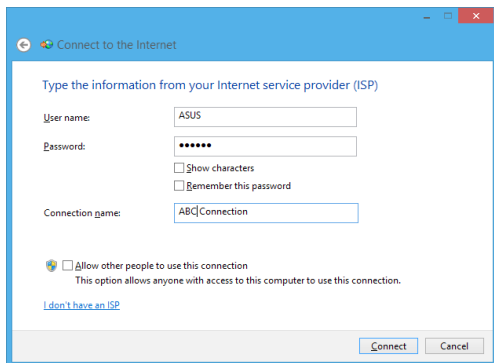 Connect to the Internet
Type the information from your Internet service provider (ISP)
User name:
ASUS
Password:
••••••
Show characters
Remember this password
Connection name:
ABC Connection
Allow other people to use this connection
This option allows anyone with access to this computer to use this connection.
I don't have an ISP
Connect Cancel